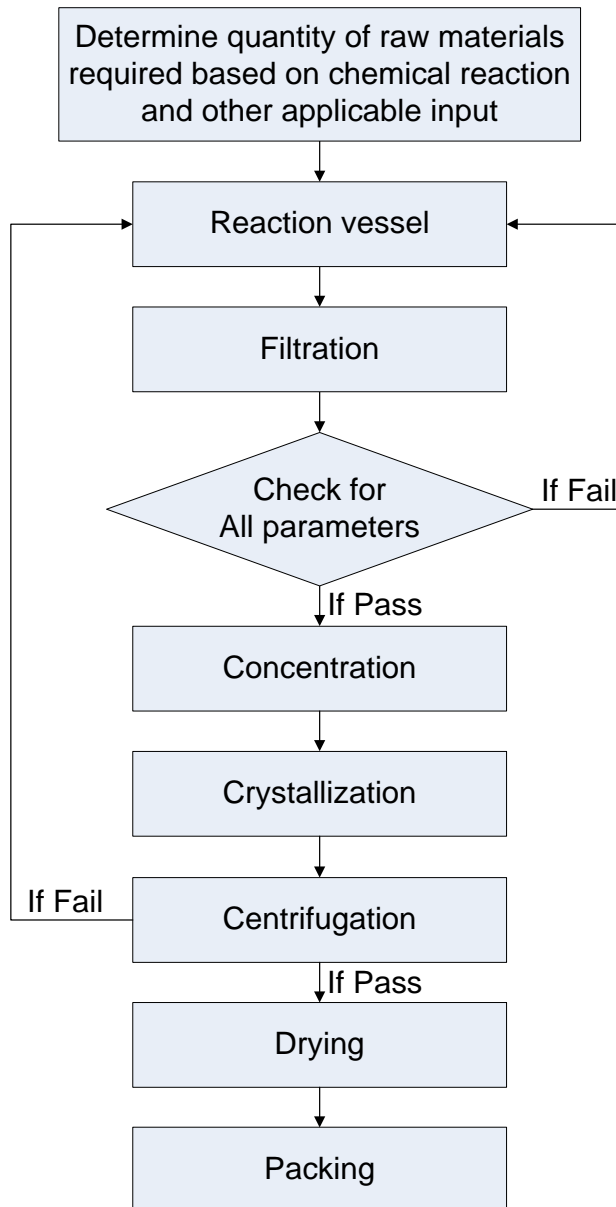 Determine quantity of raw materials
required based on chemical reaction
and other applicable input
Reaction vessel
Filtration
Check for
All parameters
If Fail
If Pass
Concentration
Crystallization
If Fail
Centrifugation
If Pass
Drying
Packing